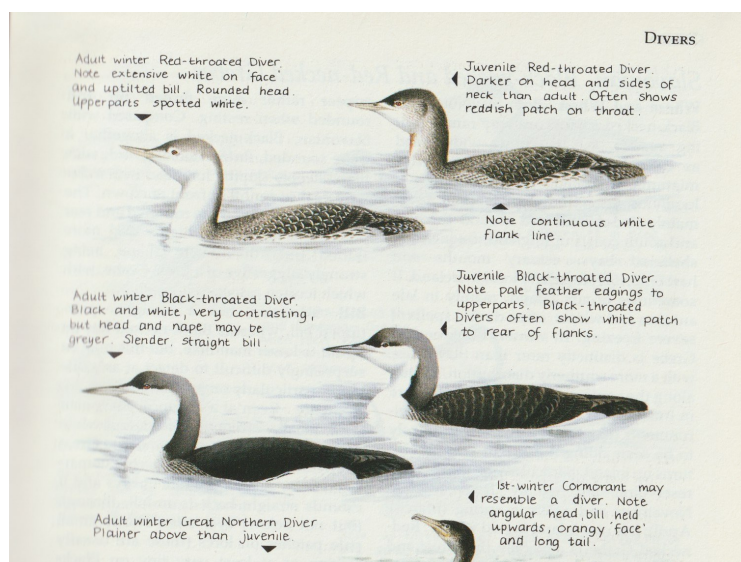 DIVERS
Adult winter Red-throated Diver.
Note extensive white on 'face'
and uptilted bill. Rounded head.
Upperparts spotted white.
Juvenile Red-throated Diver.
Darker on head and sides of
neck than adult. Often shows
reddish patch on throat.
Note continuous white
flank line.
Juvenile Black-throated Diver.
Note pale feather edgings to
upperparts. Black-throated
Divers often show white patch
to rear of flanks.
Adult winter Black-throated Diver.
Black and white, very contrasting,
but head and nape may be
greyer. Slender, straight bill.
1st-winter Cormorant may
resemble a diver. Note
angular head, bill held
upwards, orangy 'face'
and long tail.
Adult winter Great Northern Diver.
Plainer above than juvenile.